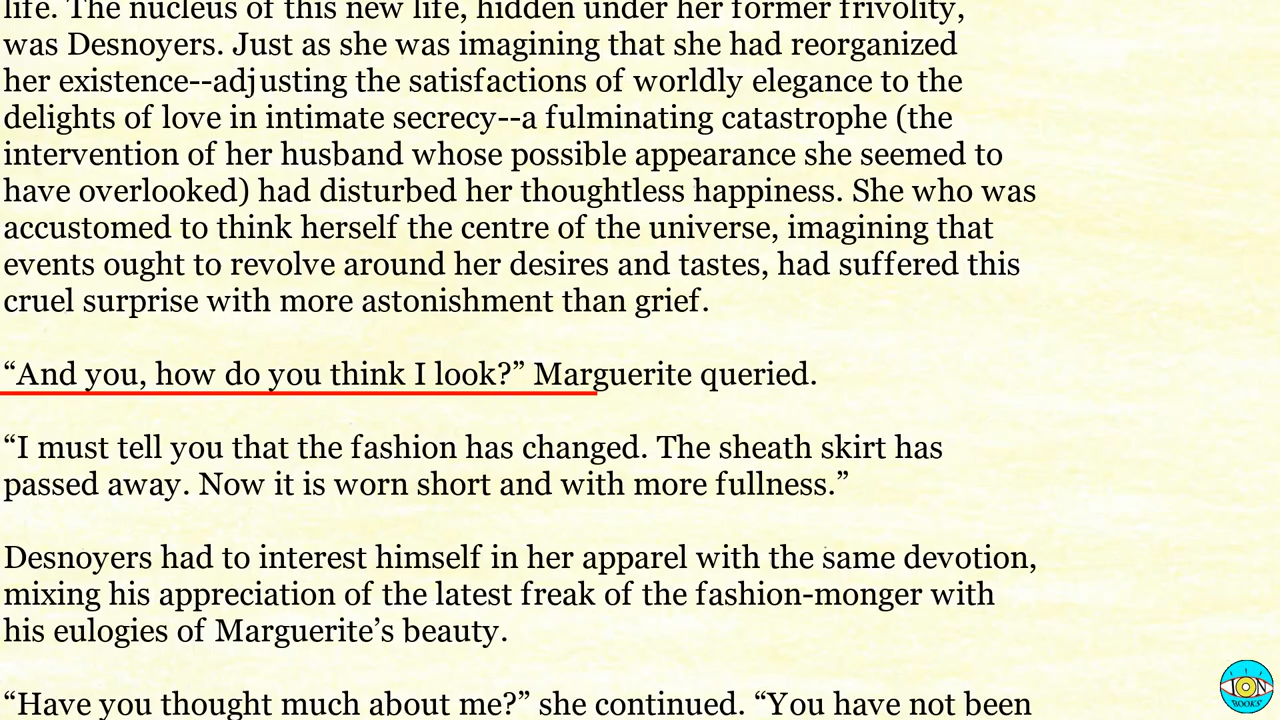 life. The nucleus of this new life, hidden under her former frivolity,
was Desnoyers. Just as she was imagining that she had reorganized
her existence--adjusting the satisfactions of worldly elegance to the
delights of love in intimate secrecy--a fulminating catastrophe (the
intervention of her husband whose possible appearance she seemed to
have overlooked) had disturbed her thoughtless happiness. She who was
accustomed to think herself the centre of the universe, imagining that
events ought to revolve around her desires and tastes, had suffered this
cruel surprise with more astonishment than grief.
“And you, how do you think I look?” Marguerite queried.
“I must tell you that the fashion has changed. The sheath skirt has
passed away. Now it is worn short and with more fullness.”
Desnoyers had to interest himself in her apparel with the same devotion,
mixing his appreciation of the latest freak of the fashion-monger with
his eulogies of Marguerite’s beauty.
“Have you thought much about me?” she continued. “You have not been
ION
BOOKS